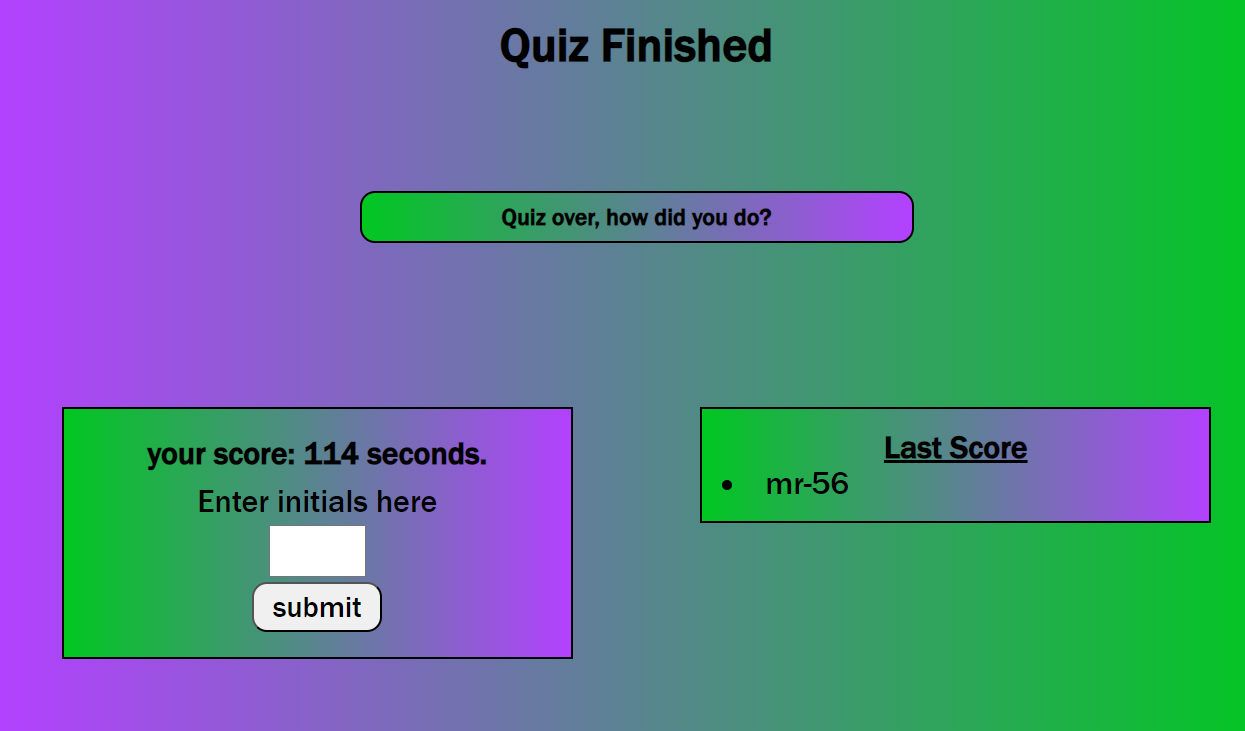 Quiz Finished
Quiz over, how did you do?
your score: 114 seconds.
Enter initials here
submit
Last Score
mr-56